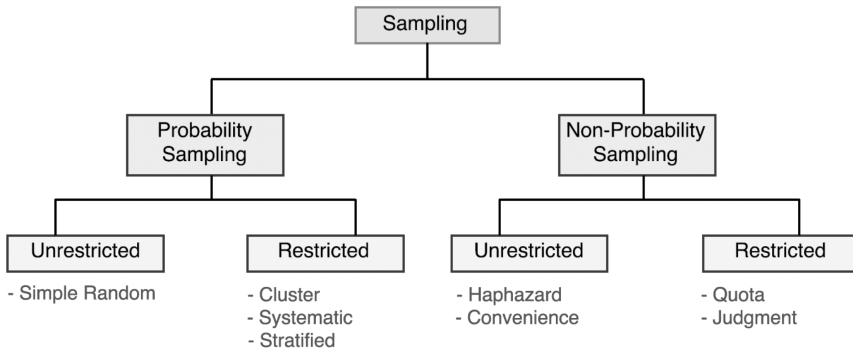 Sampling
Probability
Sampling
Non-Probability
Sampling
Unrestricted
- Simple Random
Restricted
- Cluster
- Systematic
- Stratified
Unrestricted
- Haphazard
- Convenience
Restricted
- Quota
- Judgment